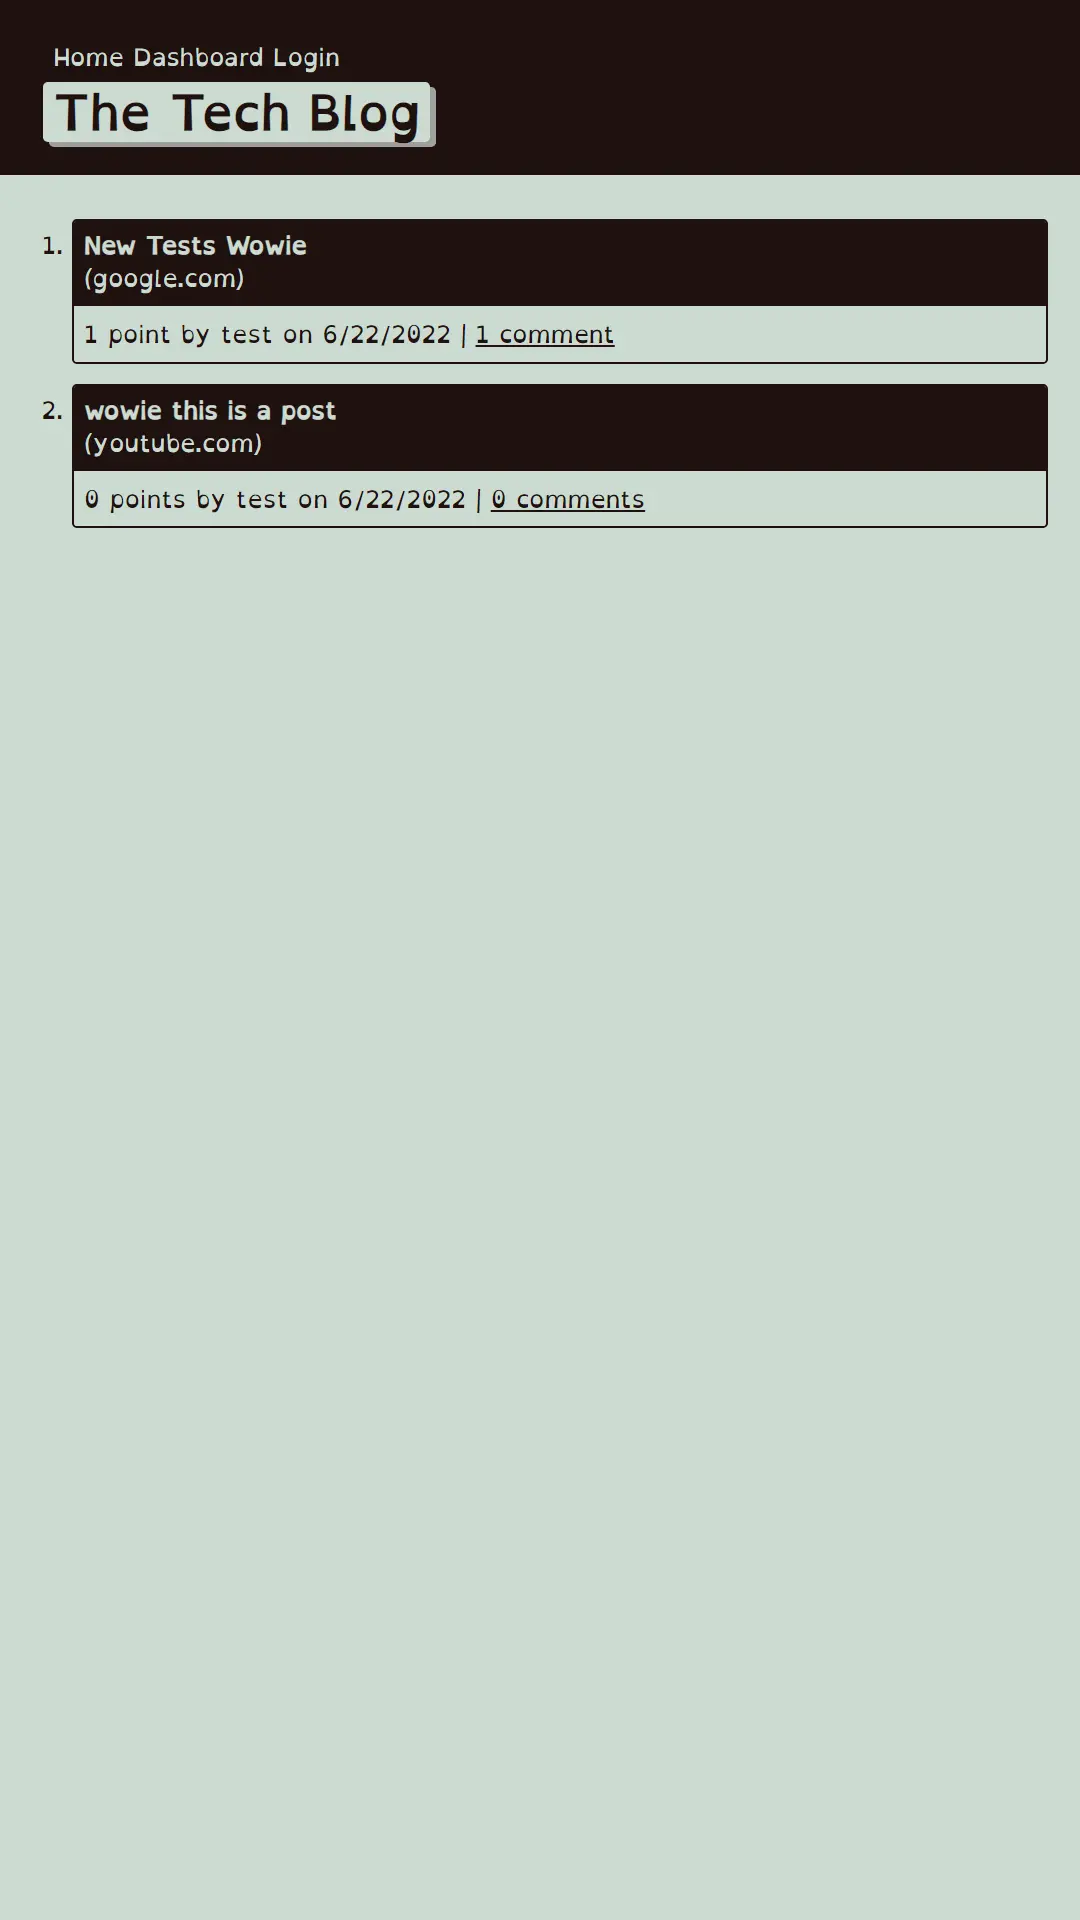 Home Dashboard Login
The Tech Blog
1. New Tests Wowie
(google.com)
1 point by test on 6/22/2022 | 1 comment
2. wowie this is a post
(youtube.com)
0 points by test on 6/22/2022 | 0 comments